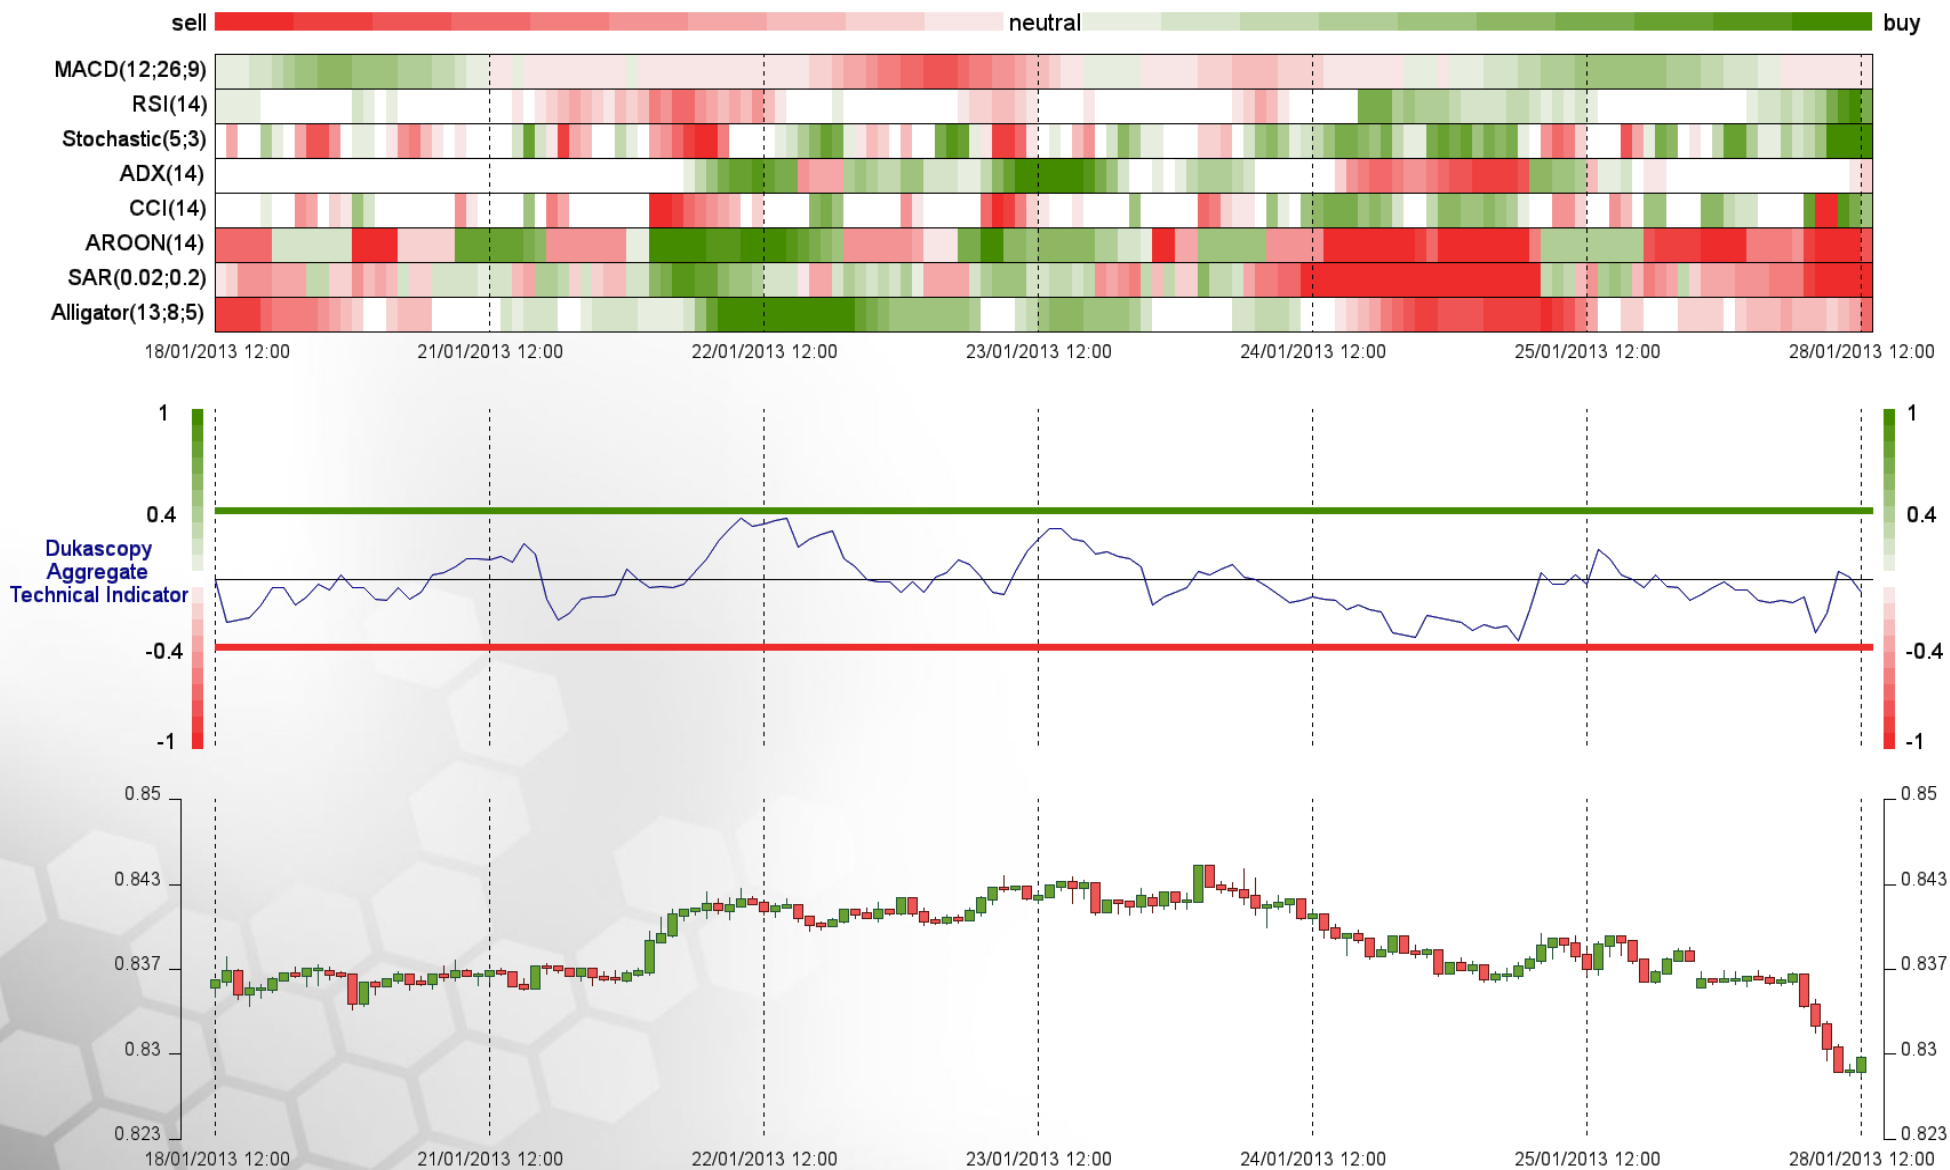 sell neutral buy
MACD(12;26;9)
RSI(14)
Stochastic(5;3)
ADX(14)
CCI(14)
AROON(14)
SAR(0.02;0.2)
Alligator(13;8;5)
18/01/2013 12:00 21/01/2013 12:00 22/01/2013 12:00 23/01/2013 12:00 24/01/2013 12:00 25/01/2013 12:00 28/01/2013 12:00
1 1
0.4 0.4
Dukascopy
Aggregate
Technical Indicator
-0.4 -0.4
-1 -1
0.85 0.85
0.843 0.843
0.837 0.837
0.83 0.83
0.823 0.823
18/01/2013 12:00 21/01/2013 12:00 22/01/2013 12:00 23/01/2013 12:00 24/01/2013 12:00 25/01/2013 12:00 28/01/2013 12:00